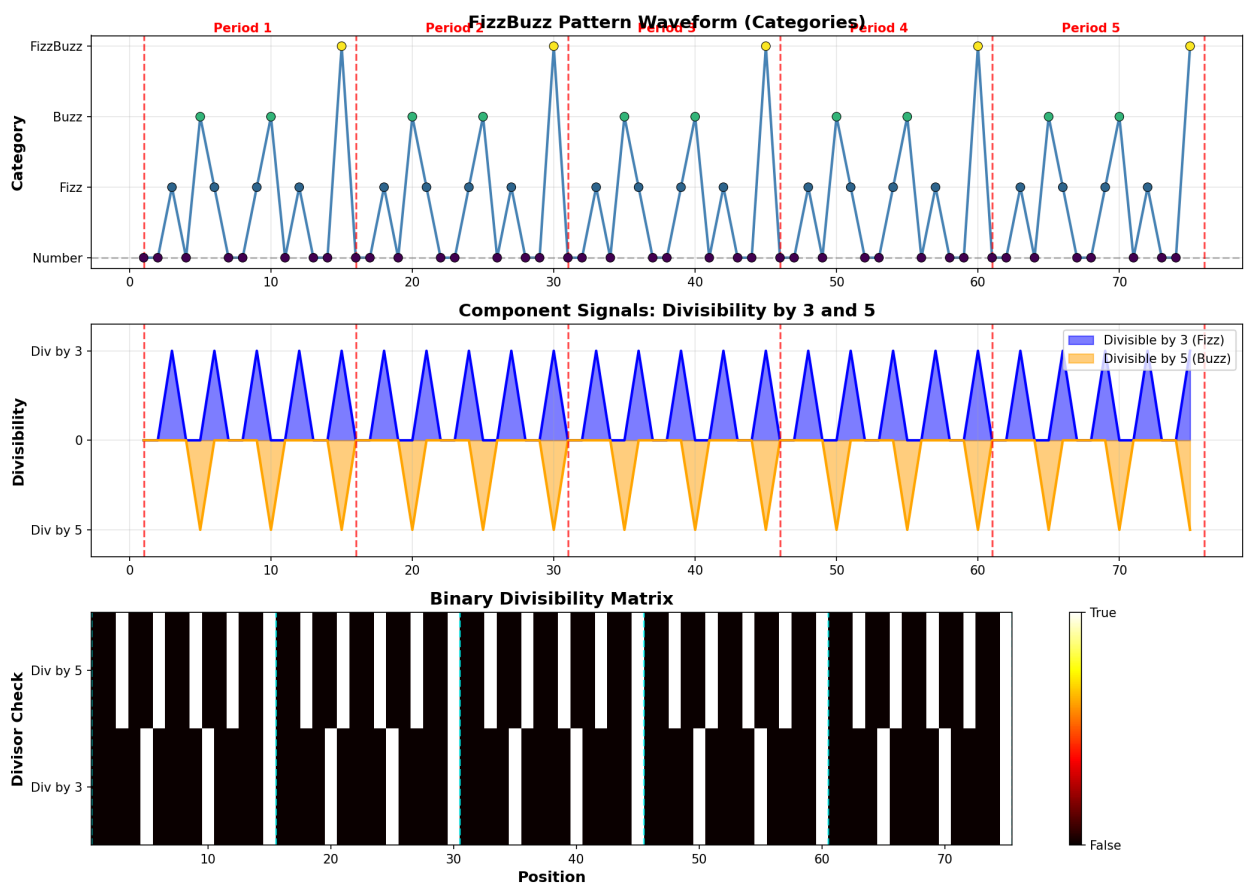 FizzBuzz Pattern Waveform (Categories)
Period 1
Period 2
Period 3
Period 4
Period 5
Category
FizzBuzz
Buzz
Fizz
Number
0 10 20 30 40 50 60 70
Component Signals: Divisibility by 3 and 5
Divisibility
Div by 3
0
Div by 5
Divisible by 3 (Fizz)
Divisible by 5 (Buzz)
0 10 20 30 40 50 60 70
Binary Divisibility Matrix
Divisor Check
Div by 5
Div by 3
10 20 30 40 50 60 70
Position
True
False